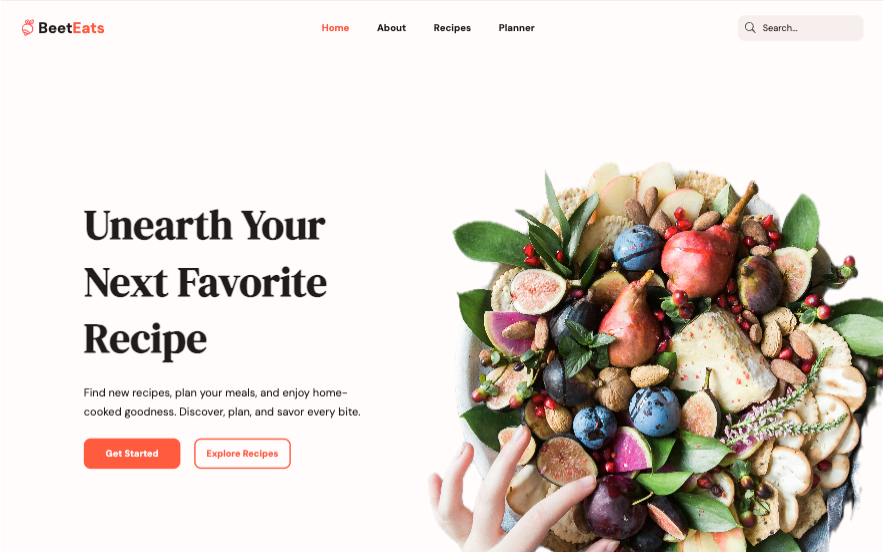 BeetEats
Home
About
Recipes
Planner
Search...
Unearth Your
Next Favorite
Recipe
Find new recipes, plan your meals, and enjoy home-
cooked goodness. Discover, plan, and savor every bite.
Get Started
Explore Recipes